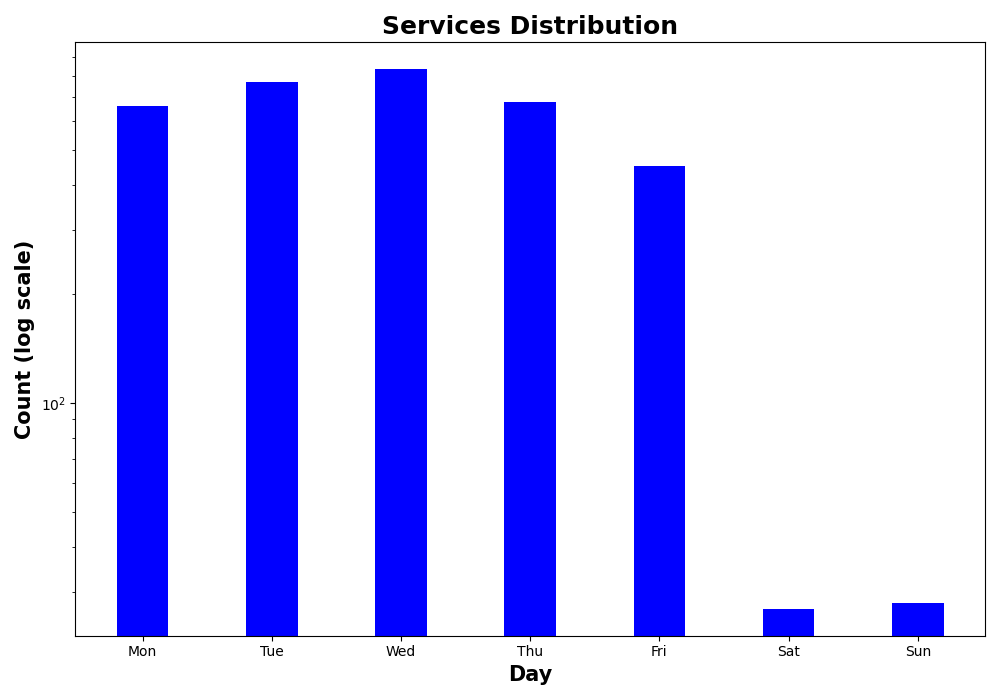 Services Distribution
Count (log scale)
10²
Mon Tue Wed Thu Fri Sat Sun
Day